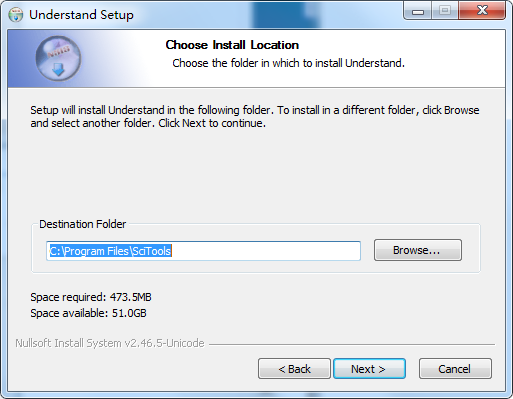 Understand Setup
Choose Install Location
Choose the folder in which to install Understand.
Setup will install Understand in the following folder. To install in a different folder, click Browse
and select another folder. Click Next to continue.
Destination Folder
C:\Program Files\SciTools
Browse...
Space required: 473.5MB
Space available: 51.0GB
Nullsoft Install System v2.46.5-Unicode
< Back
Next >
Cancel